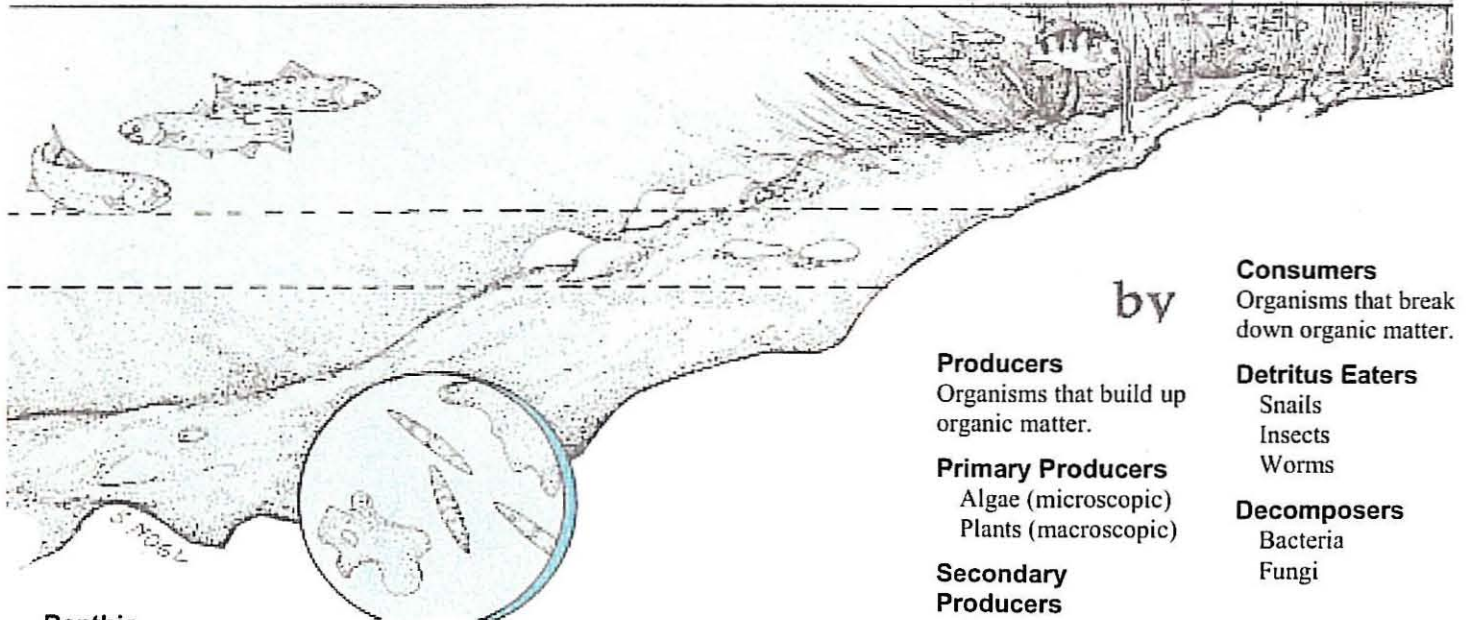 by
Producers
Organisms that build up
organic matter.
Primary Producers
Algae (microscopic)
Plants (macroscopic)
Secondary
Producers
Consumers
Organisms that break
down organic matter.
Detritus Eaters
Snails
Insects
Worms
Decomposers
Bacteria
Fungi